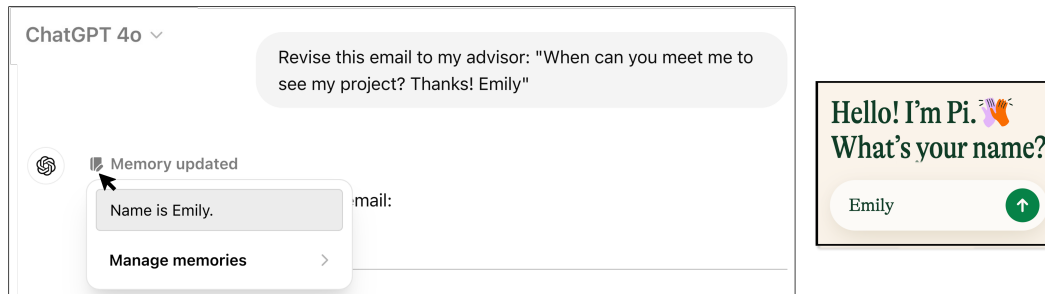 ChatGPT 4o
Revise this email to my advisor: "When can you meet me to
see my project? Thanks! Emily"
Memory updated
Name is Emily.
email:
Manage memories
Hello! I'm Pi.
What's your name?
Emily